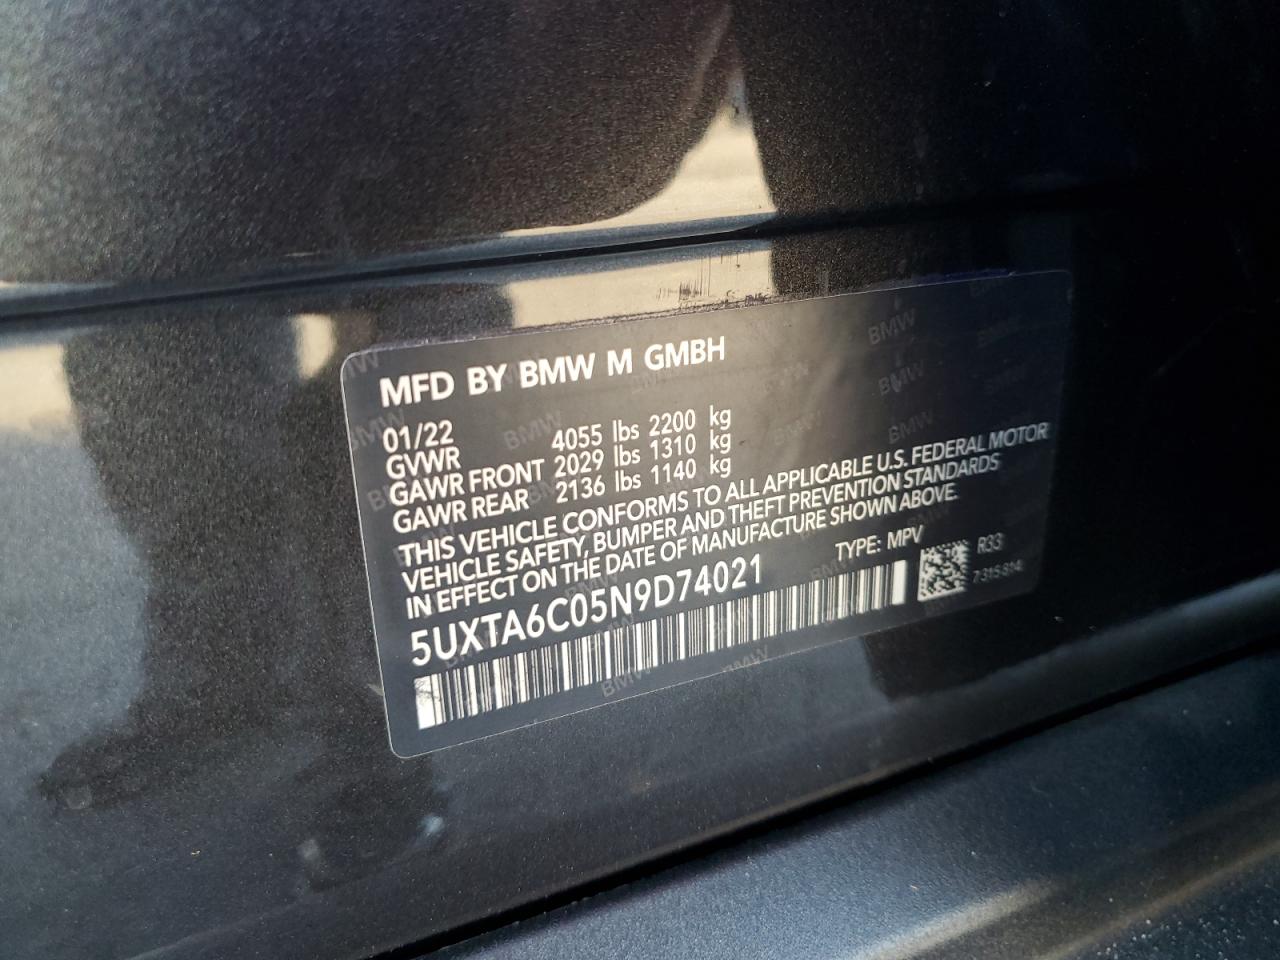 MFD BY BMW M GMBH
01/22
GVWR 4055 lbs 2200 kg
GAWR FRONT 2029 lbs 1310 kg
GAWR REAR 2136 lbs 1140 kg
THIS VEHICLE CONFORMS TO ALL APPLICABLE U.S. FEDERAL MOTOR
VEHICLE SAFETY, BUMPER AND THEFT PREVENTION STANDARDS
IN EFFECT ON THE DATE OF MANUFACTURE SHOWN ABOVE.
5UXTA6C05N9D74021 TYPE: MPV
R33
7315814